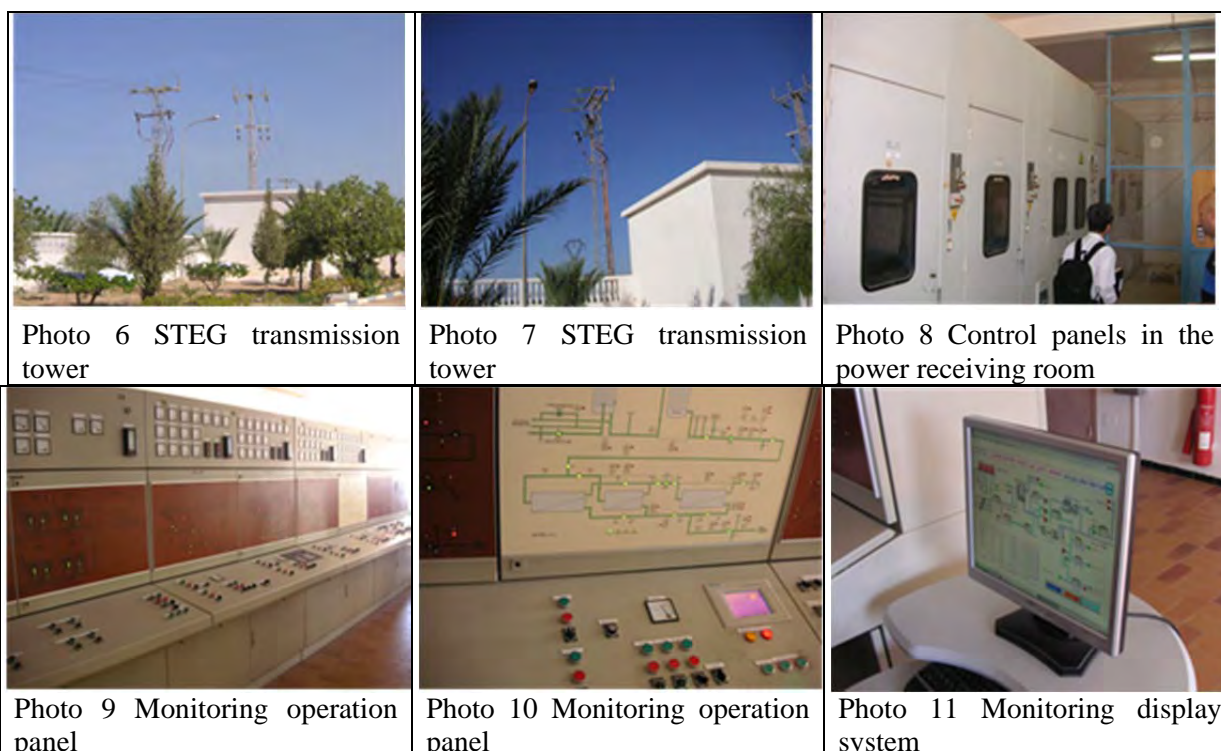 Photo 6 STEG transmission
tower
Photo 7 STEG transmission
tower
Photo 8 Control panels in the
power receiving room
Photo 9 Monitoring operation
panel
Photo 10 Monitoring operation
panel
Photo 11 Monitoring display
system